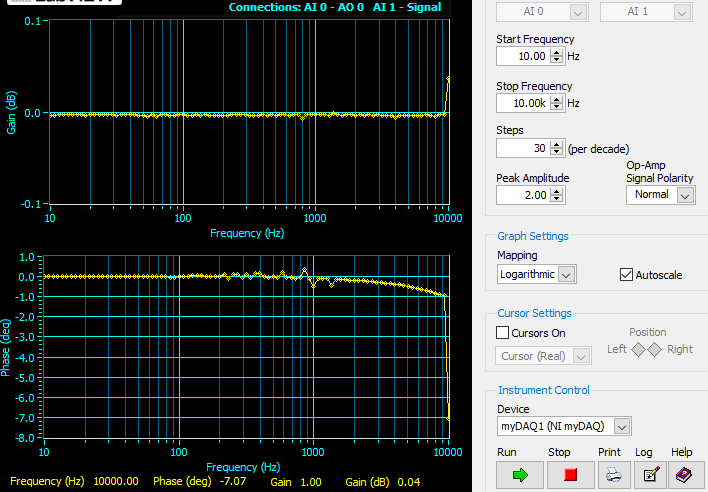 Connections: AI 0 - AO 0 AI 1 - Signal
0.1
0.0
-0.1
Gain (dB)
10 100 1000 10000
Frequency (Hz)
1.0
0.0
-1.0
-2.0
-3.0
-4.0
-5.0
-6.0
-7.0
-8.0
Phase (deg)
10 100 1000 10000
Frequency (Hz)
Frequency (Hz) 10000.00 Phase (deg) -7.07 Gain 1.00 Gain (dB) 0.04
AI 0 AI 1
Start Frequency
10.00 Hz
Stop Frequency
10.00k Hz
Steps
30 (per decade)
Peak Amplitude
2.00
Op-Amp
Signal Polarity
Normal
Graph Settings
Mapping
Logarithmic
Autoscale
Cursor Settings
Cursors On
Cursor (Real)
Position
Left Right
Instrument Control
Device
myDAQ1 (NI myDAQ)
Run Stop Print Log Help